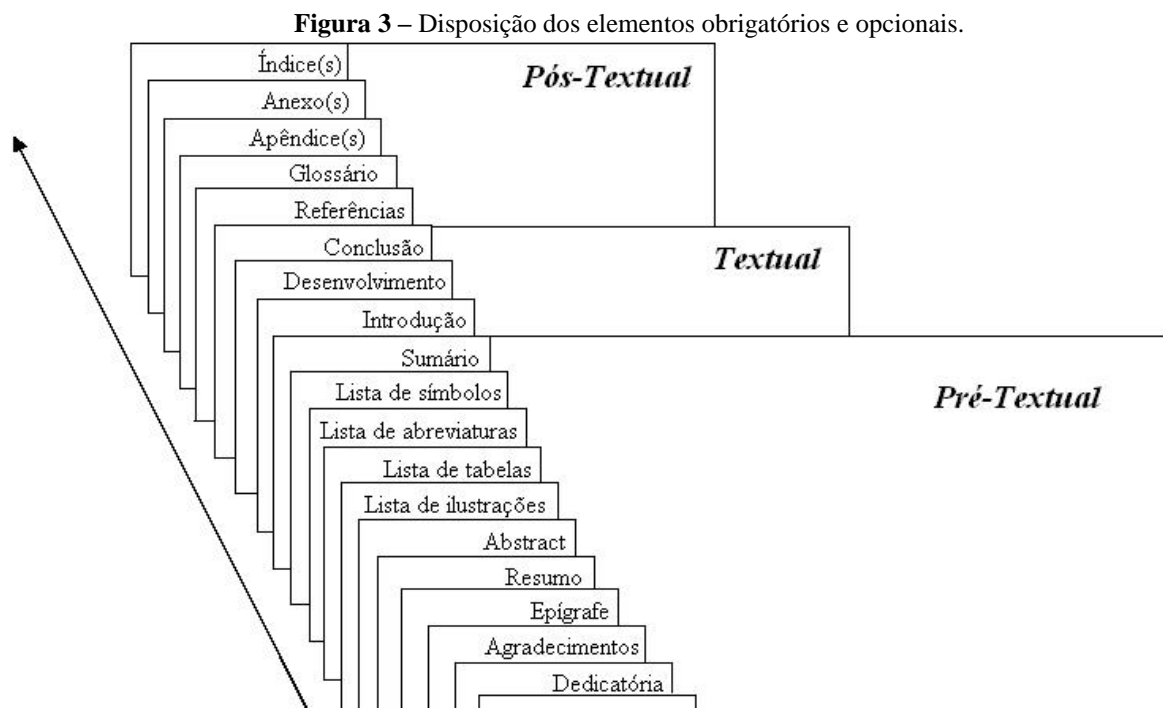 Figura 3 – Disposição dos elementos obrigatórios e opcionais.
Índice(s)
Pós-Textual
Anexo(s)
Apêndice(s)
Glossário
Referências
Conclusão
Textual
Desenvolvimento
Introdução
Sumário
Lista de símbolos
Pré-Textual
Lista de abreviaturas
Lista de tabelas
Lista de ilustrações
Abstract
Resumo
Epígrafe
Agradecimentos
Dedicatória